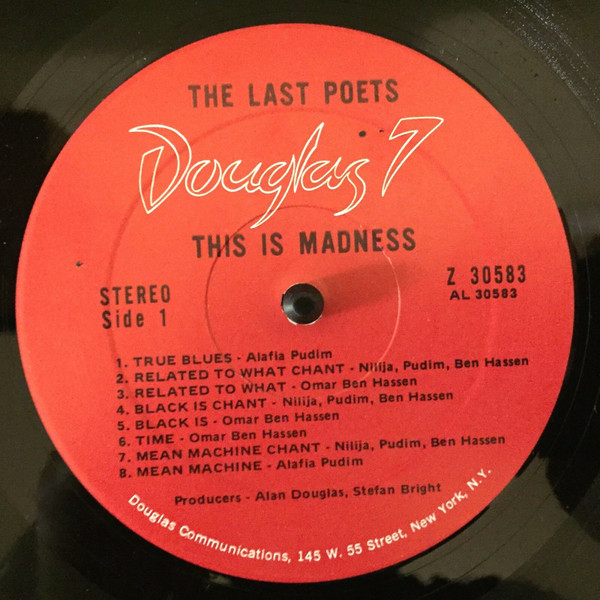 THE LAST POETS
Douglas 7
THIS IS MADNESS
STEREO
Side 1
Z 30583
AL 30583
1. TRUE BLUES - Alafia Pudim
2. RELATED TO WHAT CHANT - Nilija, Pudim, Ben Hassen
3. RELATED TO WHAT - Omar Ben Hassen
4. BLACK IS CHANT - Nilija, Pudim, Ben Hassen
5. BLACK IS - Omar Ben Hassen
6. TIME - Omar Ben Hassen
7. MEAN MACHINE CHANT - Nilija, Pudim, Ben Hassen
8. MEAN MACHINE - Alafia Pudim
Producers - Alan Douglas, Stefan Bright
Douglas Communications, 145 W. 55 Street, New York, N.Y.